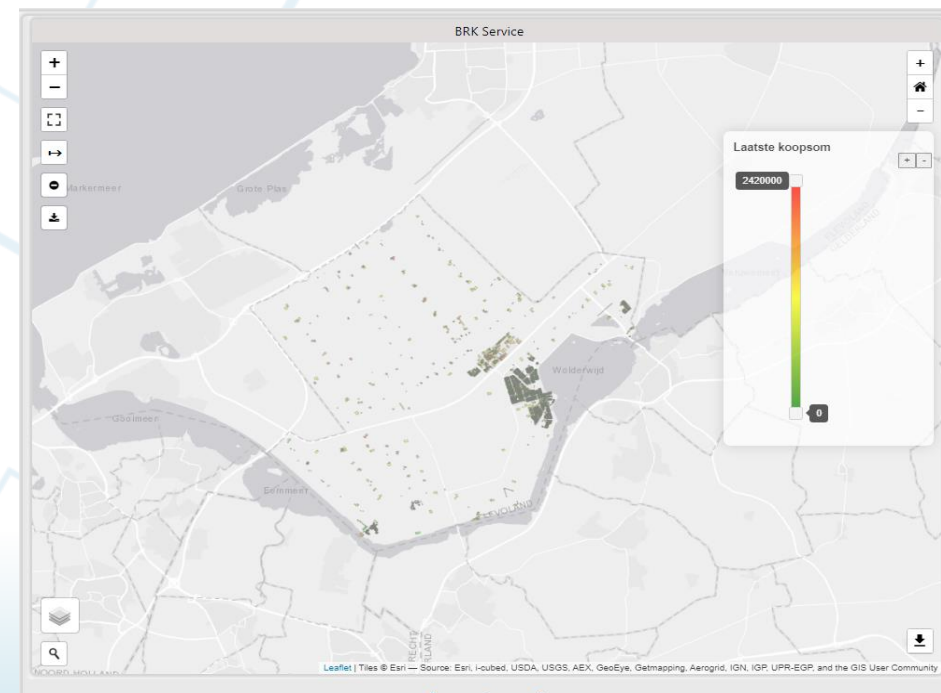 BRK Service
+
−
+
−
Laatste koopsom
+ -
2420000
0
Markermeer
Grote Plas
Wolderwijd
Gooimeer
Eemmeer
FLEVOLAND
GELDERLAND
NOORD-HOLLAND
Leaflet | Tiles © Esri — Source: Esri, i-cubed, USDA, USGS, AEX, GeoEye, Getmapping, Aerogrid, IGN, IGP, UPR-EGP, and the GIS User Community